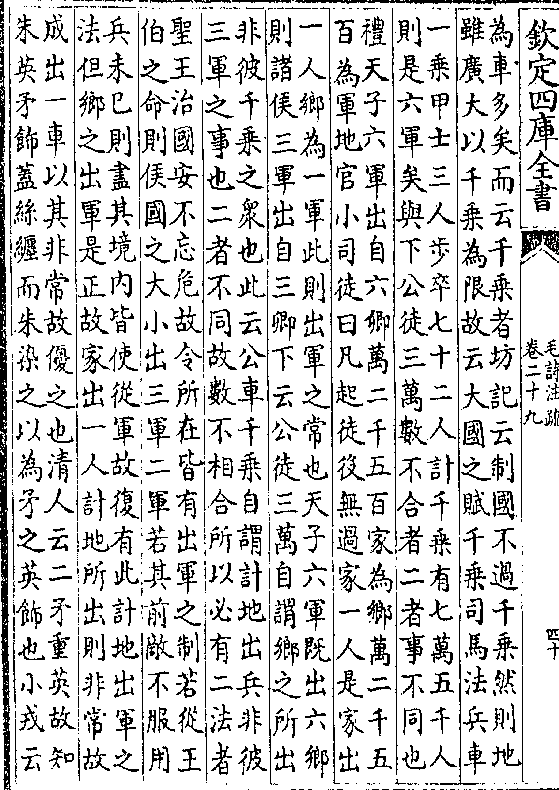 欽定四庫全書
毛詩注疏
卷二十九
四十
為車多矣而云千乘者坊記云制國不過千乘然則地
雖廣大以千乘為限故云大國之賦千乘司馬法兵車
一乘甲士三人步卒七十二人計千乘有七萬五千人
則是六軍矣與下公徒三萬數不合者二者事不同也
禮天子六軍出自六鄉萬二千五百家為鄉萬二千五
百為軍地官小司徒曰凡起徒役無過家一人是家出
一人鄉為一軍此則出軍之常也天子六軍既出六鄉
則諸侯三軍出自三鄉下云公徒三萬自謂鄉之所出
非彼千乘之衆也此云公車千乘自謂計地出兵非彼
三軍之事也二者不同故數不相合所以必有二法者
聖王治國安不忘危故令所在皆有出軍之制若從王
伯之命則侯國之大小出三軍二軍若其前敵不服用
兵未已則盡其境内皆使從軍故復有此計地出軍之
法但鄉之出軍是正故家出一人計地所出則非常故
成出一車以其非常故優之也清人云二矛重英故知
朱英矛飾蓋絲纏而朱染之以為矛之英飾也小戎云